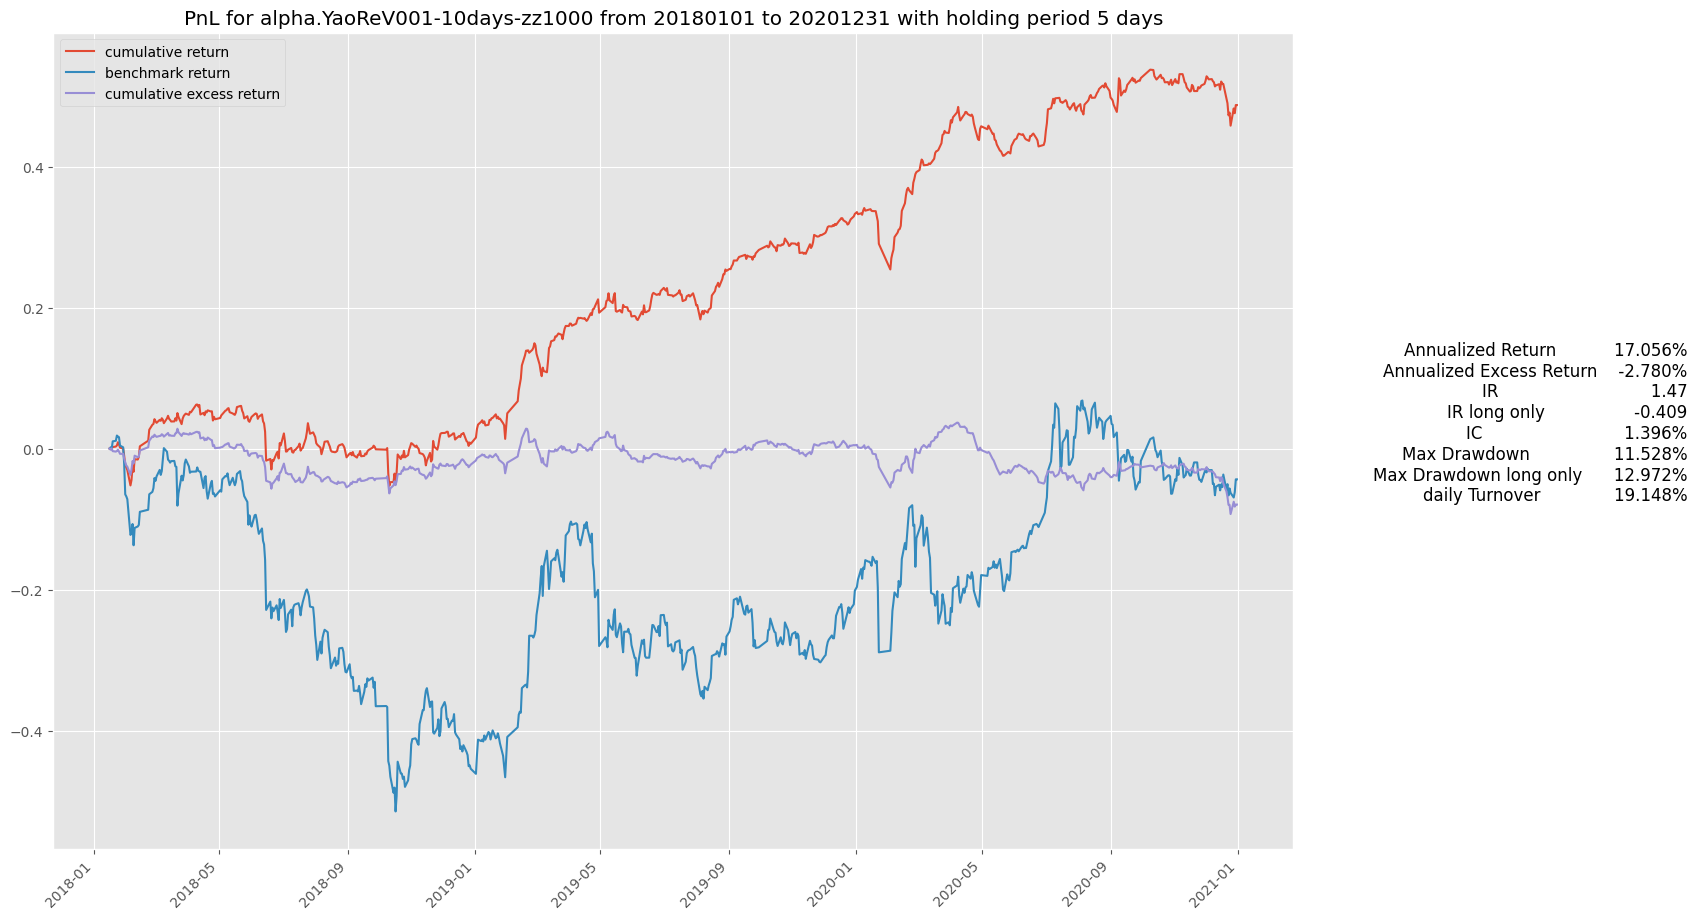 PnL for alpha.YaoReV001-10days-zz1000 from 20180101 to 20201231 with holding period 5 days
cumulative return
benchmark return
cumulative excess return
0.4
0.2
0.0
−0.2
−0.4
2018-01
2018-05
2018-09
2019-01
2019-05
2019-09
2020-01
2020-05
2020-09
2021-01
Annualized Return 17.056%
Annualized Excess Return -2.780%
IR 1.47
IR long only -0.409
IC 1.396%
Max Drawdown 11.528%
Max Drawdown long only 12.972%
daily Turnover 19.148%